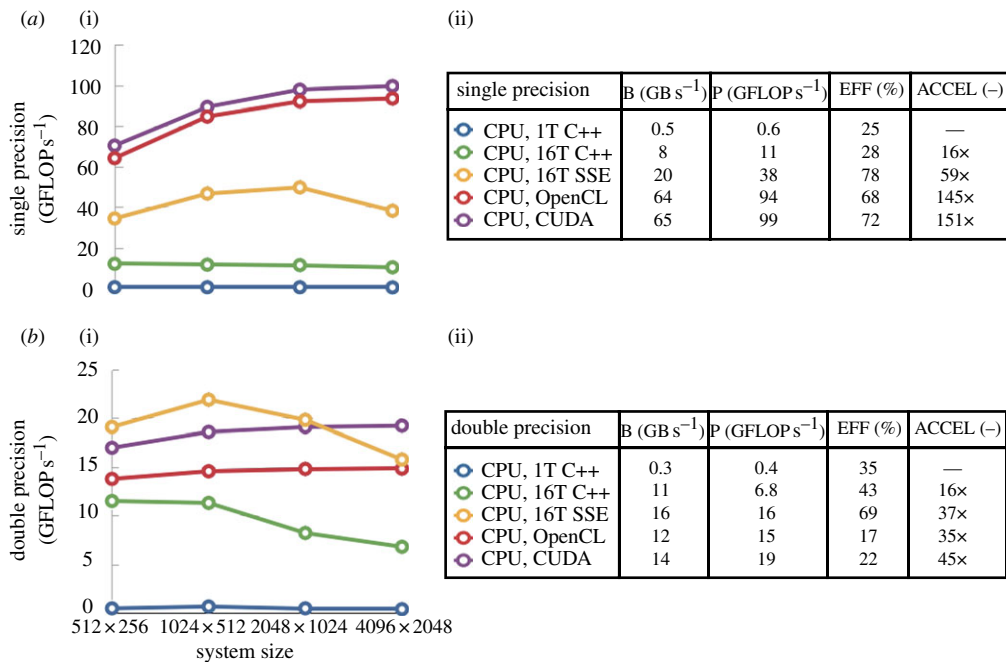 (a) (i) (ii)
120
100
80
60
40
20
0
single precision
(GFLOP s⁻¹)
single precision B (GB s⁻¹) P (GFLOP s⁻¹) EFF (%) ACCEL (–)
CPU, 1T C++ 0.5 0.6 25 —
CPU, 16T C++ 8 11 28 16×
CPU, 16T SSE 20 38 78 59×
CPU, OpenCL 64 94 68 145×
CPU, CUDA 65 99 72 151×
(b) (i) (ii)
25
20
15
10
5
0
double precision
(GFLOP s⁻¹)
512 × 256 1024 × 512 2048 × 1024 4096 × 2048
system size
double precision B (GB s⁻¹) P (GFLOP s⁻¹) EFF (%) ACCEL (–)
CPU, 1T C++ 0.3 0.4 35 —
CPU, 16T C++ 11 6.8 43 16×
CPU, 16T SSE 16 16 69 37×
CPU, OpenCL 12 15 17 35×
CPU, CUDA 14 19 22 45×